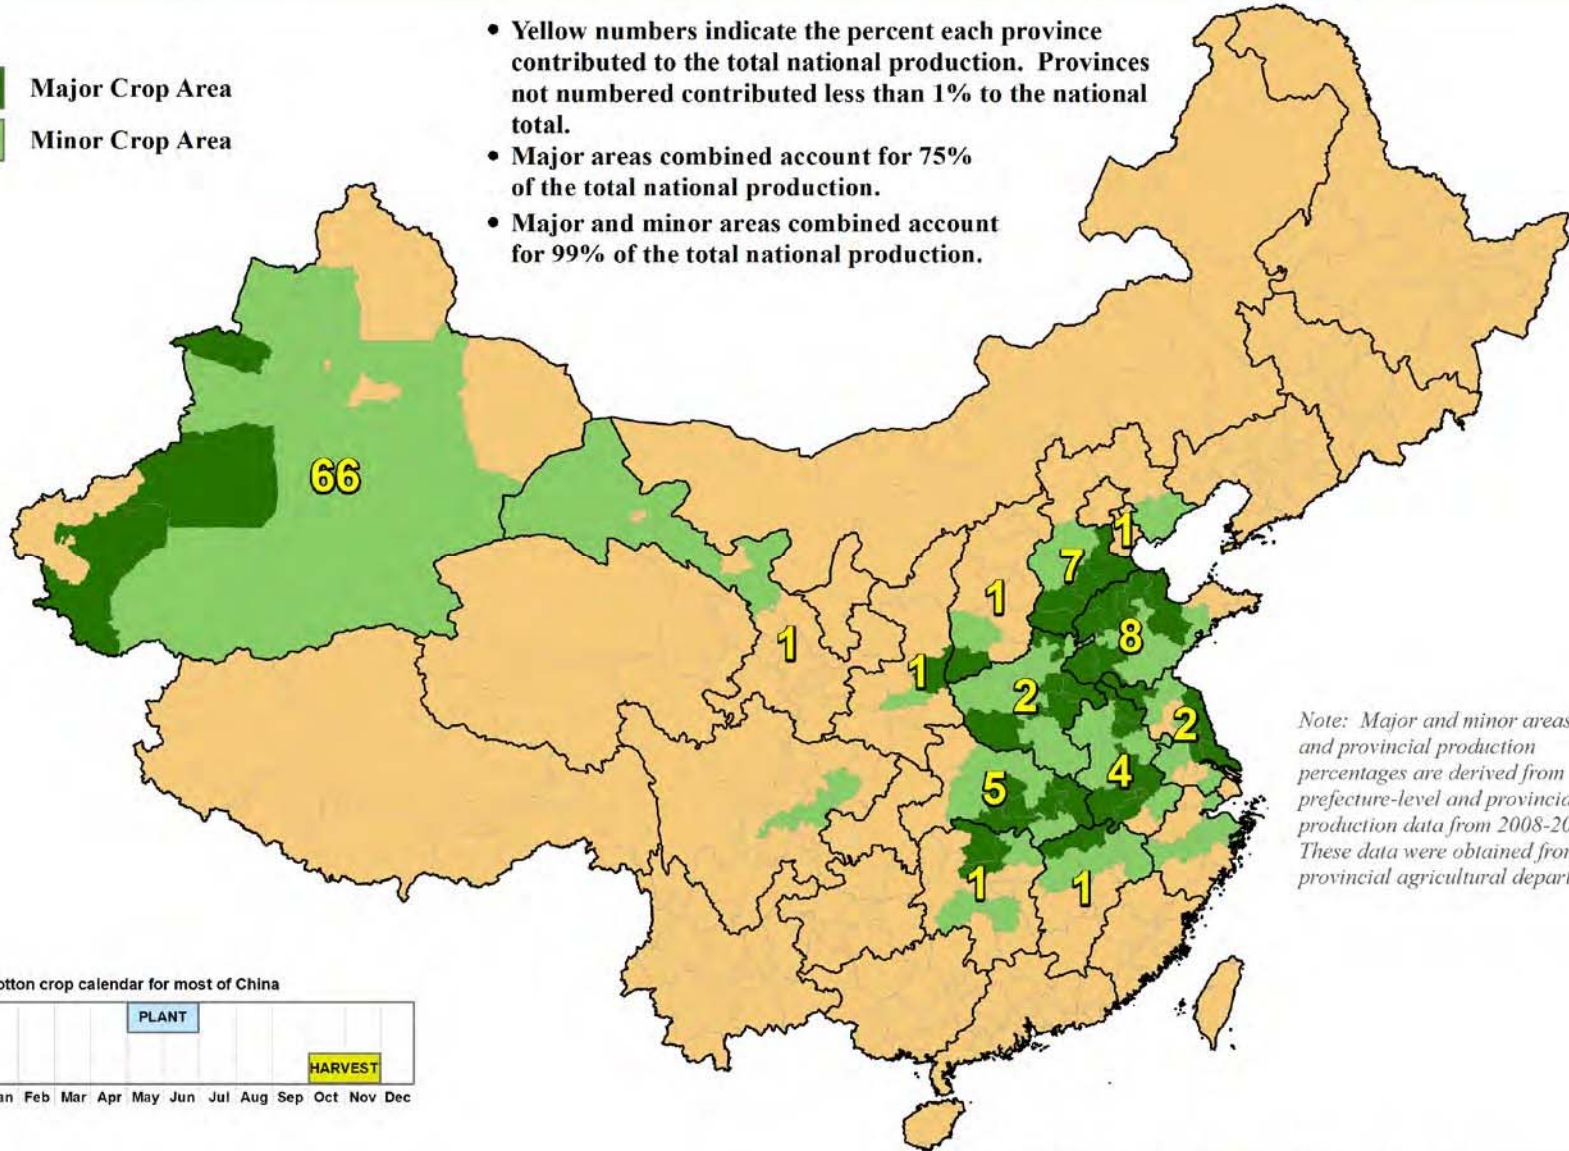 • Yellow numbers indicate the percent each province
contributed to the total national production. Provinces
not numbered contributed less than 1% to the national
total.
• Major areas combined account for 75%
of the total national production.
• Major and minor areas combined account
for 99% of the total national production.
Major Crop Area
Minor Crop Area
66
1
7
1
8
1
1
2
2
4
5
1
1
Note: Major and minor areas
and provincial production
percentages are derived from
prefecture-level and provincia
production data from 2008-20
These data were obtained from
provincial agricultural depart
otton crop calendar for most of China
PLANT
HARVEST
an Feb Mar Apr May Jun Jul Aug Sep Oct Nov Dec